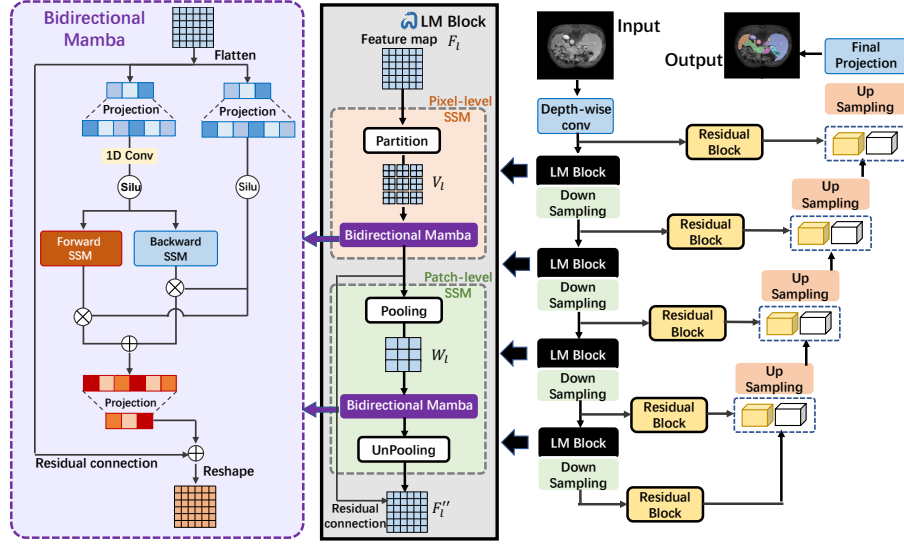 Bidirectional
Mamba
Flatten
Projection
Projection
1D Conv
Silu
Silu
Forward
SSM
Backward
SSM
Projection
Residual connection
Reshape
LM Block
Feature map F_l
Pixel-level
SSM
Partition
V_l
Bidirectional Mamba
Patch-level
SSM
Pooling
W_l
Bidirectional Mamba
UnPooling
Residual
connection
F_l''
Input
Output
Final
Projection
Depth-wise
conv
Up
Sampling
Residual
Block
LM Block
Down
Sampling
Up
Sampling
Residual
Block
LM Block
Down
Sampling
Up
Sampling
Residual
Block
LM Block
Down
Sampling
Up
Sampling
Residual
Block
LM Block
Down
Sampling
Residual
Block